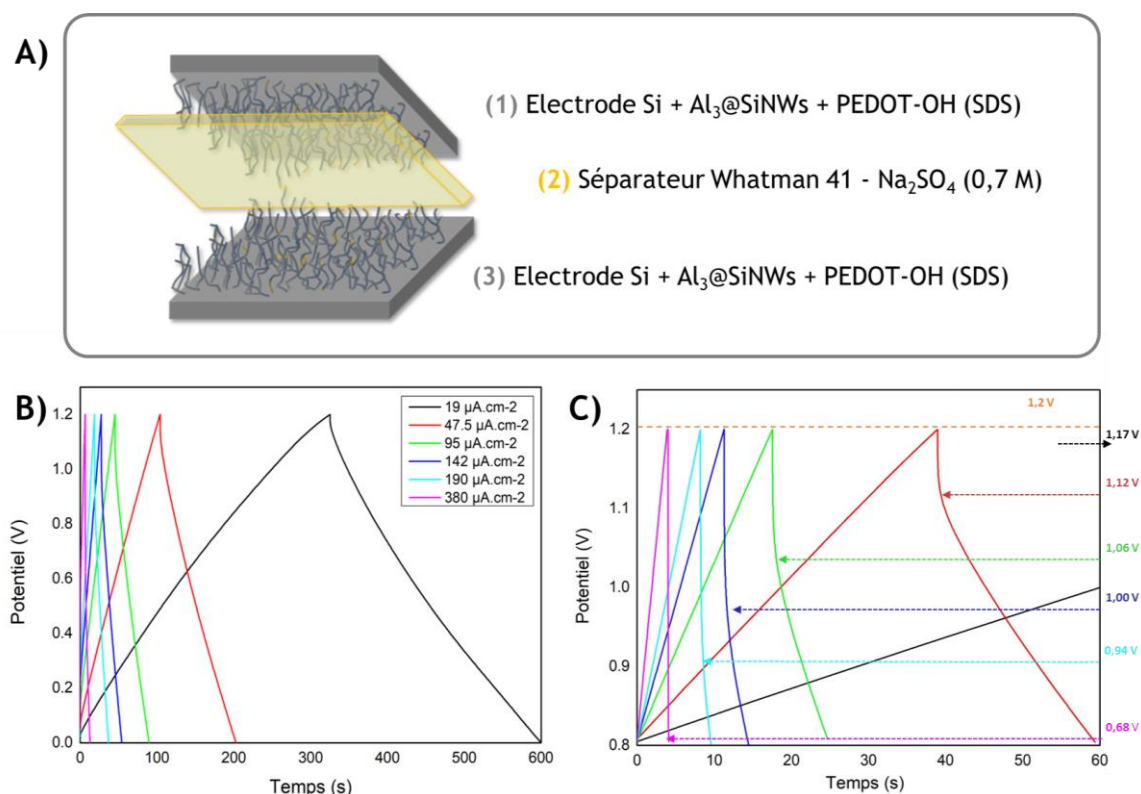 A)
(1) Electrode Si + Al3@SiNWs + PEDOT-OH (SDS)
(2) Séparateur Whatman 41 - Na2SO4 (0,7 M)
(3) Electrode Si + Al3@SiNWs + PEDOT-OH (SDS)
B)
1.2
1.0
0.8
0.6
0.4
0.2
0.0
Potentiel (V)
0
100
200
300
400
500
600
Temps (s)
19 µA.cm-2
47.5 µA.cm-2
95 µA.cm-2
142 µA.cm-2
190 µA.cm-2
380 µA.cm-2
C)
1.2
1.1
1.0
0.9
0.8
Potentiel (V)
0
10
20
30
40
50
60
Temps (s)
1,2 V
1,17 V
1,12 V
1,06 V
1,00 V
0,94 V
0,68 V